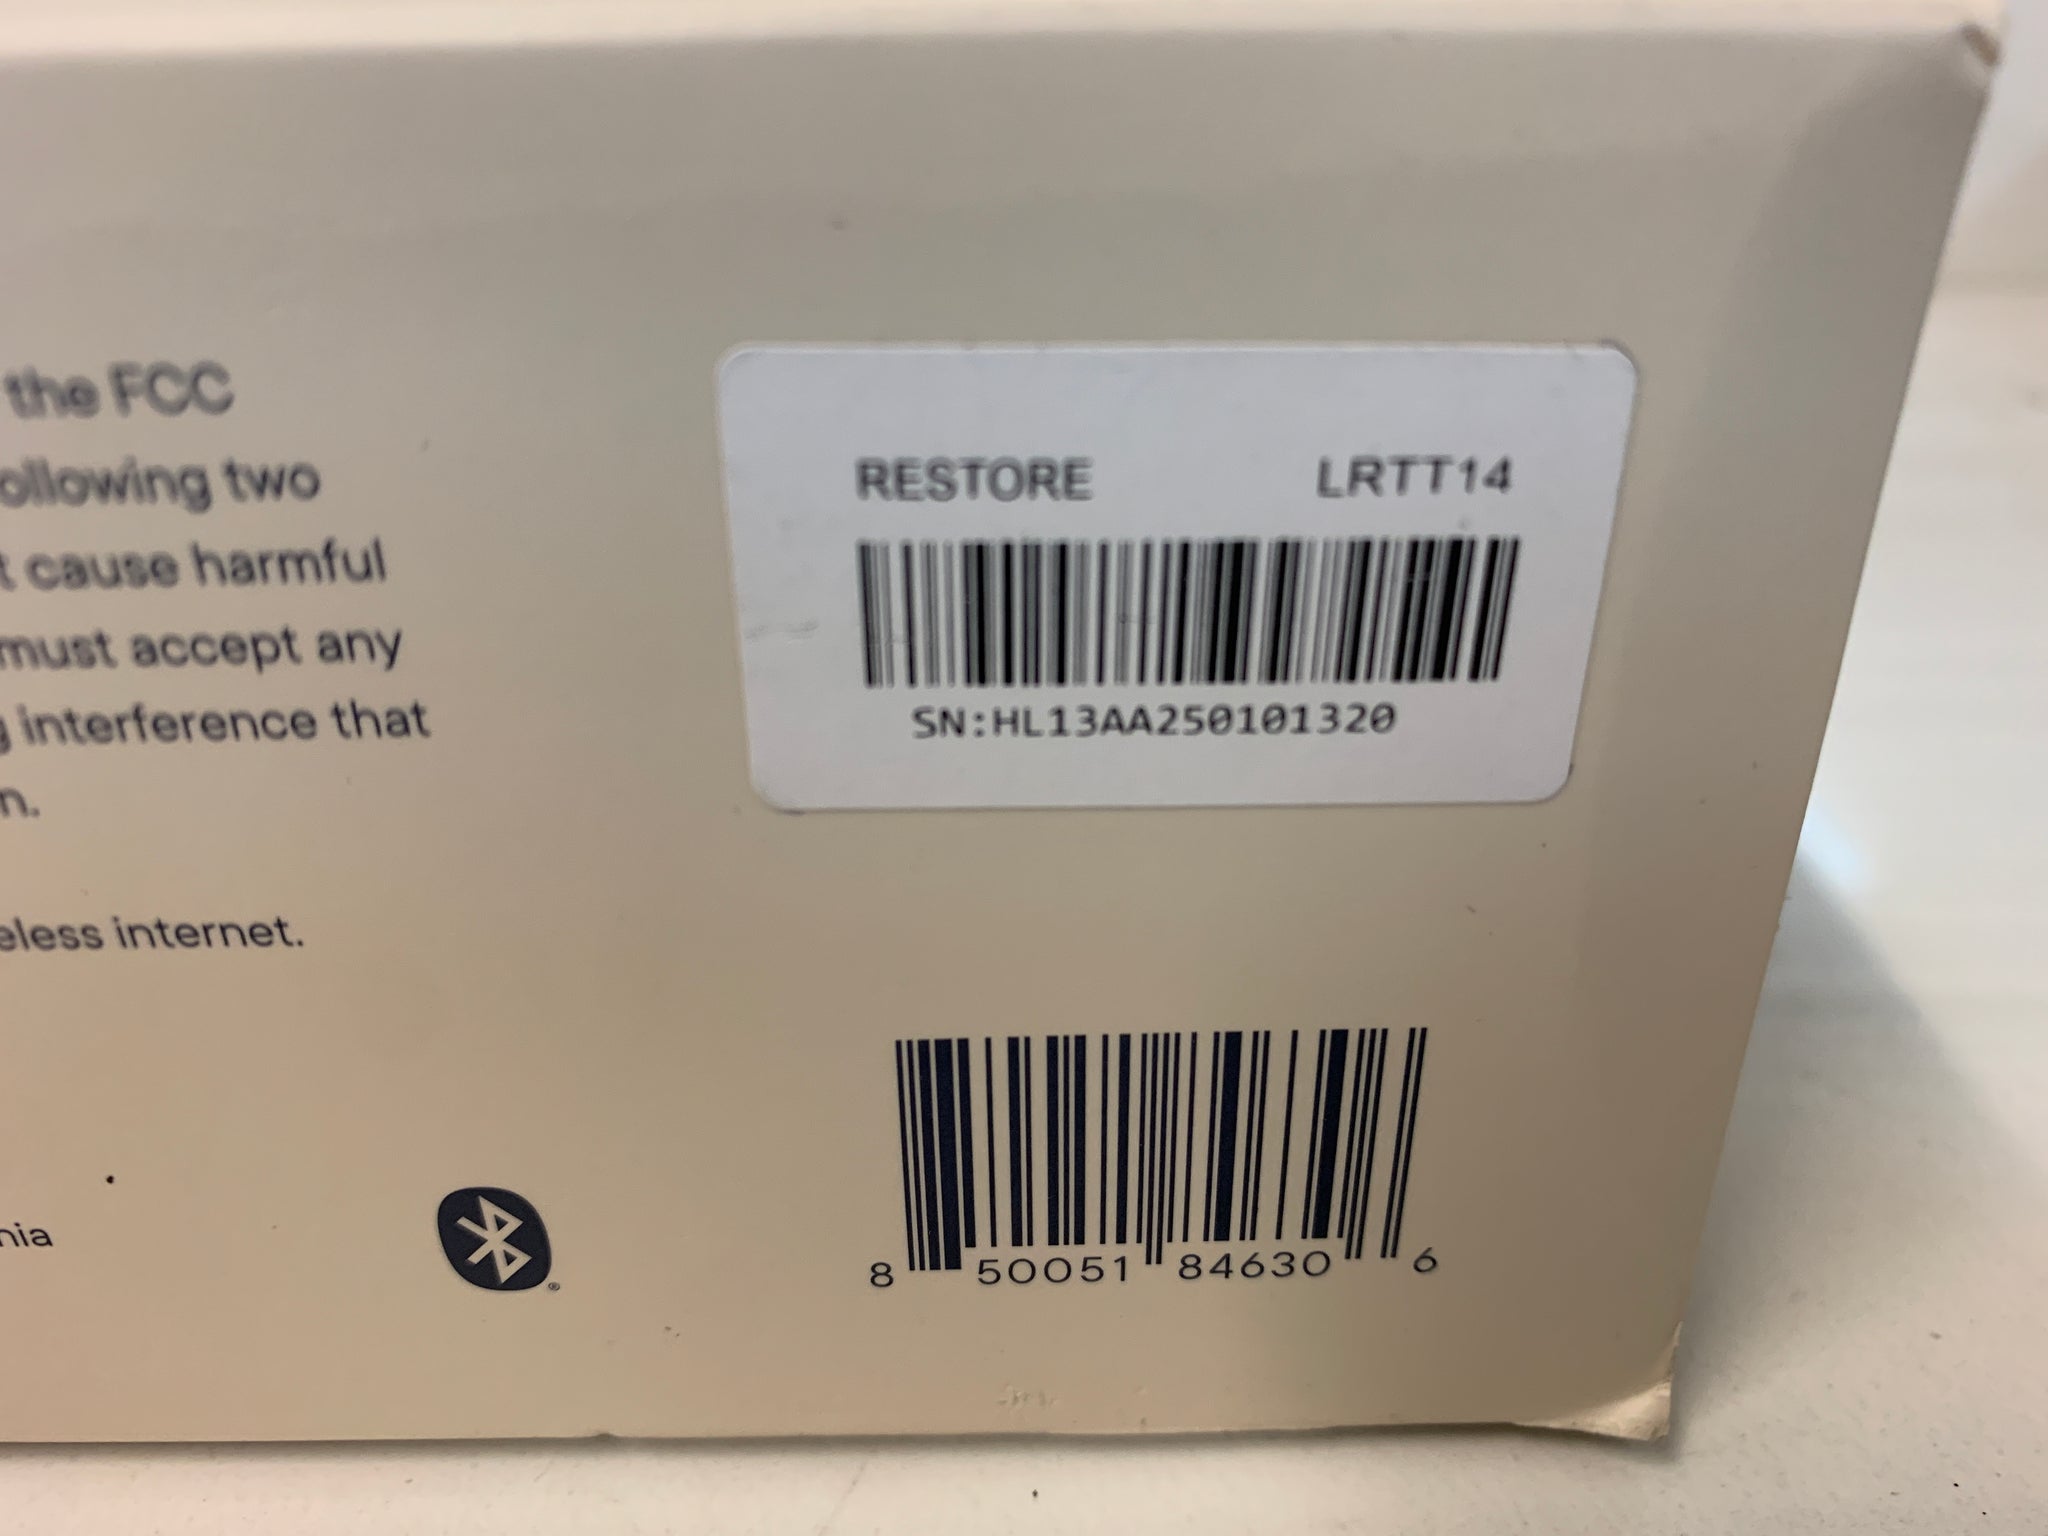 the FCC
ollowing two
t cause harmful
must accept any
g interference that
n.
eless internet.
nia
RESTORE LRTT14
SN:HL13AA250101320
8 50051 84630 6